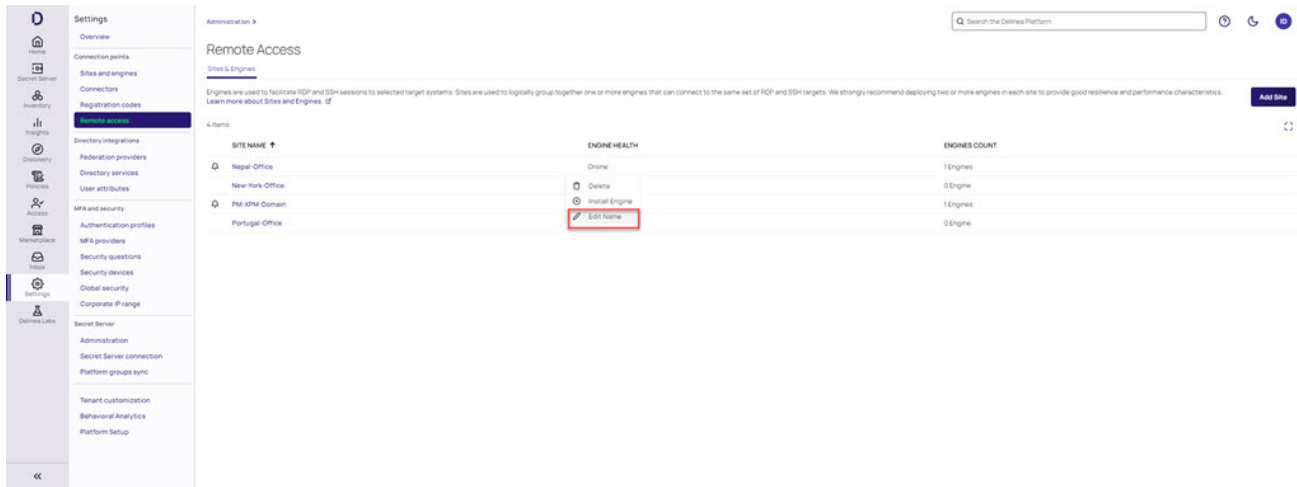 Home
Secret Server
Inventory
Insights
Discovery
Policies
Access
Marketplace
Inbox
Settings
Delinea Labs
Settings
Overview
Connection points
Sites and engines
Connectors
Registration codes
Remote access
Directory integrations
Federation providers
Directory services
User attributes
MFA and security
Authentication profiles
MFA providers
Security questions
Security devices
Global security
Corporate IP range
Secret Server
Administration
Secret Server connection
Platform groups sync
Tenant customization
Behavioral Analytics
Platform Setup
Administration >
Search the Delinea Platform
ID
Remote Access
Sites & Engines
Engines are used to facilitate RDP and SSH sessions to selected target systems. Sites are used to logically group together one or more engines that can connect to the same set of RDP and SSH targets. We strongly recommend deploying two or more engines in each site to provide good resilience and performance characteristics.
Learn more about Sites and Engines.
Add Site
4 items
SITE NAME ENGINE HEALTH ENGINES COUNT
Nepal-Office Online 1 Engines
New-York-Office 0 Engine
PM-XPM-Domain 1 Engines
Portugal-Office 0 Engine
Delete
Install Engine
Edit Name